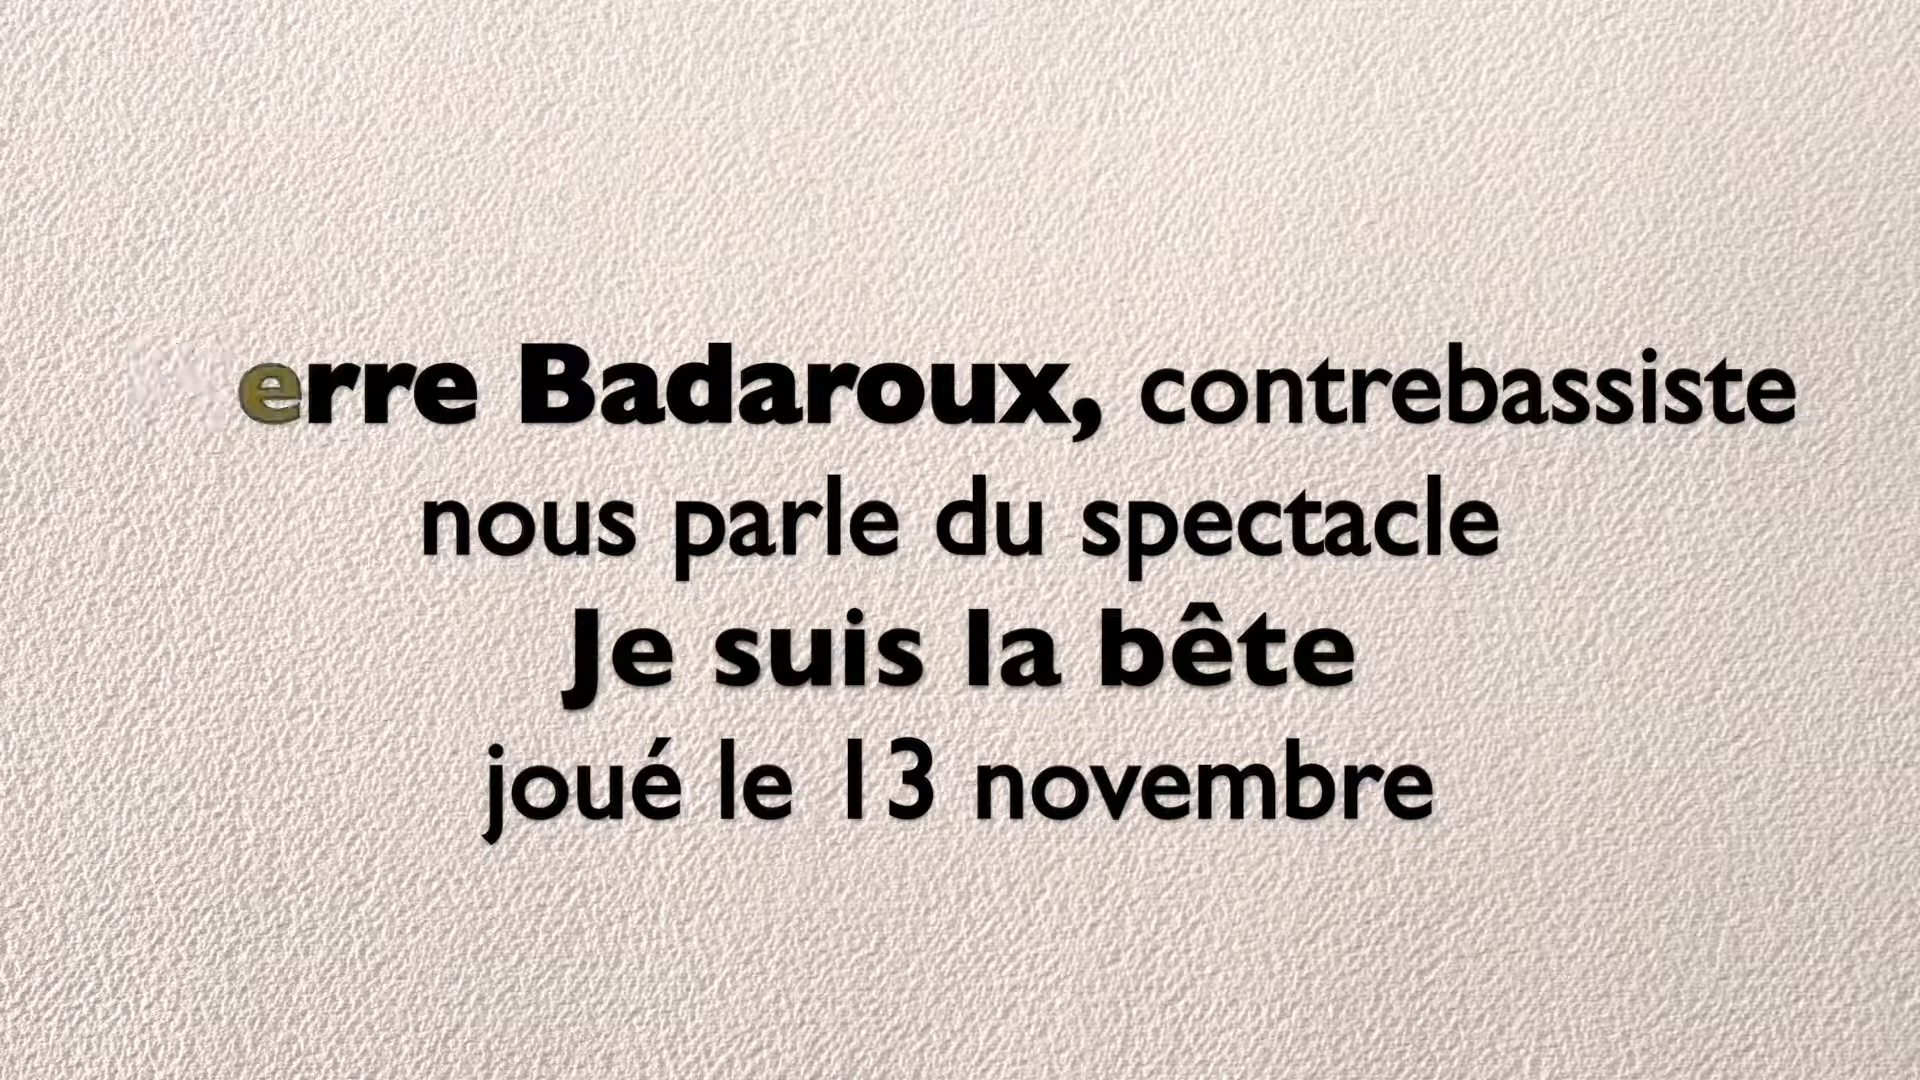 erre Badaroux, contrebassiste
nous parle du spectacle
Je suis la bête
joué le 13 novembre